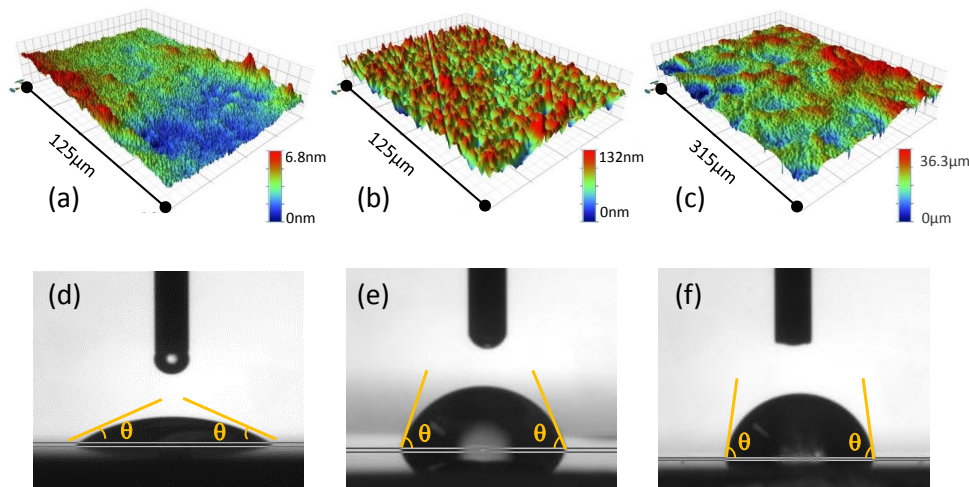 125μm
6.8nm
0nm
(a)
125μm
132nm
0nm
(b)
315μm
36.3μm
0μm
(c)
(d)
θ
θ
(e)
θ
θ
(f)
θ
θ